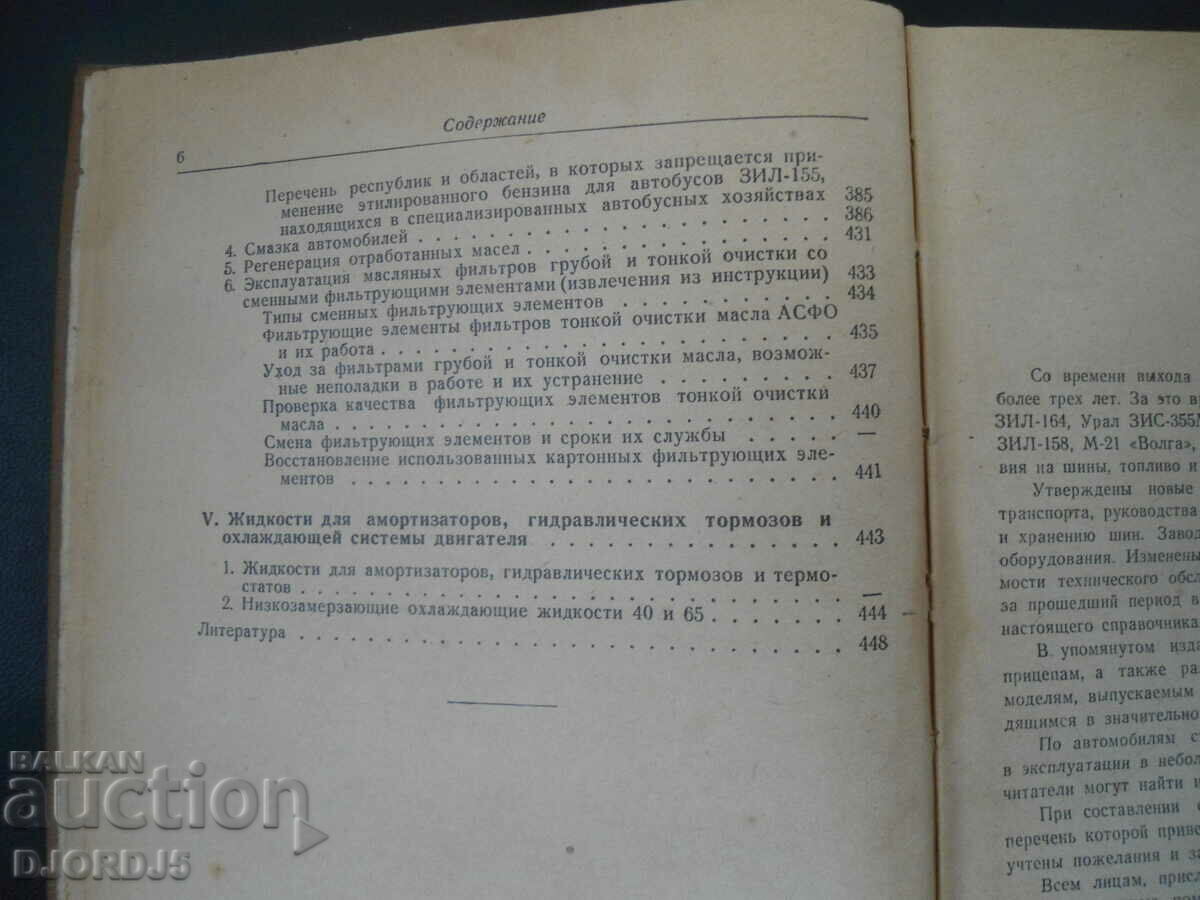 6
Содержание
Перечень республик и областей, в которых запрещается при-
менение этилированного бензина для автобусов ЗИЛ-155,
находящихся в специализированных автобусных хозяйствах 385
4. Смазка автомобилей . . . . . . . . . . . . . . . . 386
5. Регенерация отработанных масел . . . . . . . . . . . . 431
6. Эксплуатация масляных фильтров грубой и тонкой очистки со
сменными фильтрующими элементами (извлечения из инструкции) 433
Типы сменных фильтрующих элементов . . . . . . . . . 434
Фильтрующие элементы фильтров тонкой очистки масла АСФО
и их работа . . . . . . . . . . . . . . . . . . 435
Уход за фильтрами грубой и тонкой очистки масла, возмож-
ные неполадки в работе и их устранение . . . . . . . . 437
Проверка качества фильтрующих элементов тонкой очистки
масла . . . . . . . . . . . . . . . . . . . . 440
Смена фильтрующих элементов и сроки их службы . . . . . —
Восстановление использованных картонных фильтрующих эле-
ментов . . . . . . . . . . . . . . . . . . . 441
V. Жидкости для амортизаторов, гидравлических тормозов и
охлаждающей системы двигателя . . . . . . . . . . . 443
1. Жидкости для амортизаторов, гидравлических тормозов и термо-
статов . . . . . . . . . . . . . . . . . . . . —
2. Низкозамерзающие охлаждающие жидкости 40 и 65 . . . . . . 444
Литература . . . . . . . . . . . . . . . . . . . . 448
Со времени выхода
более трех лет. За это
ЗИЛ-164, Урал ЗИС-355М
ЗИЛ-158, М-21 «Волга»,
вия на шины, топливо и
Утверждены новые
транспорта, руководства
и хранению шин. Завод
оборудования. Изменены
мости технического обсл
за прошедший период в
настоящего справочника
В упомянутом изда
прицепам, а также ра
моделям, выпускаемым
дящимся в значительно
По автомобилям
в эксплуатации в небол
читатели могут найти
При составлении
перечень которой приве
учтены пожелания и за
Всем лицам, присл
BALKAN
auction
DJORDJ5